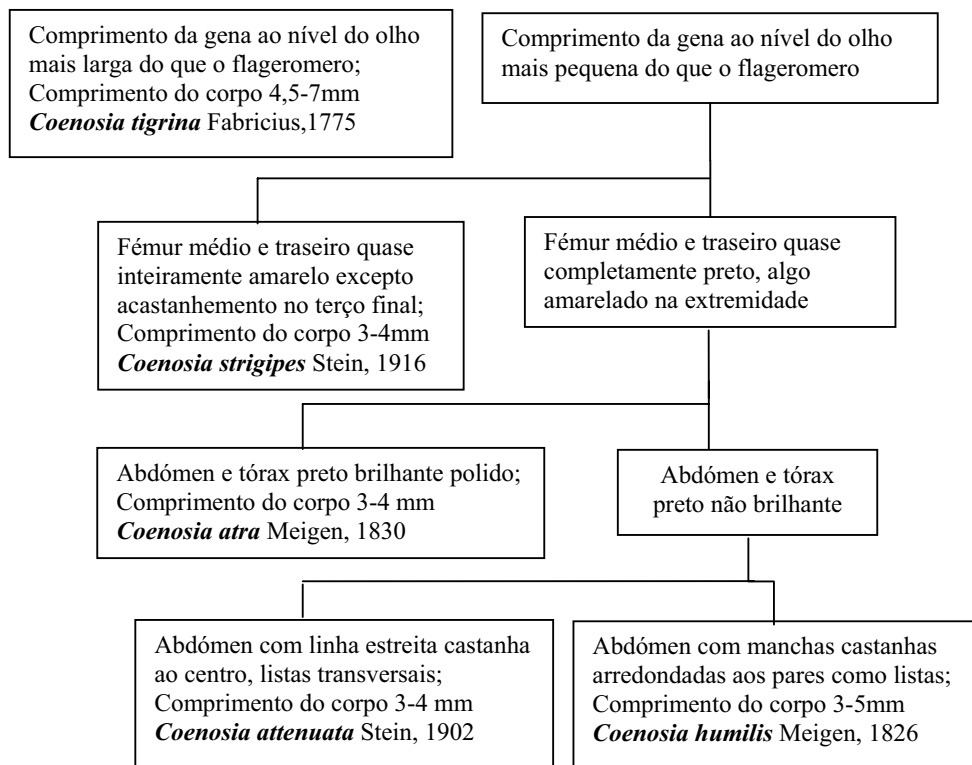 Comprimento da gena ao nível do olho
mais larga do que o flageromero;
Comprimento do corpo 4,5-7mm
Coenosia tigrina Fabricius,1775
Comprimento da gena ao nível do olho
mais pequena do que o flageromero
Fémur médio e traseiro quase
inteiramente amarelo excepto
acastanhemento no terço final;
Comprimento do corpo 3-4mm
Coenosia strigipes Stein, 1916
Fémur médio e traseiro quase
completamente preto, algo
amarelado na extremidade
Abdómen e tórax preto brilhante polido;
Comprimento do corpo 3-4 mm
Coenosia atra Meigen, 1830
Abdómen e tórax
preto não brilhante
Abdómen com linha estreita castanha
ao centro, listas transversais;
Comprimento do corpo 3-4 mm
Coenosia attenuata Stein, 1902
Abdómen com manchas castanhas
arredondadas aos pares como listas;
Comprimento do corpo 3-5mm
Coenosia humilis Meigen, 1826